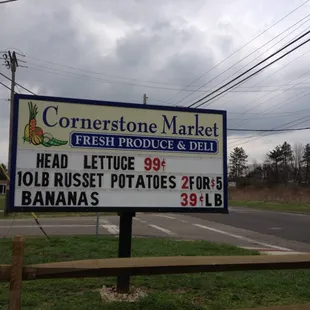 Cornerstone Market
FRESH PRODUCE & DELI
HEAD LETTUCE 99¢
10LB RUSSET POTATOES 2FOR$5
BANANAS 39¢LB